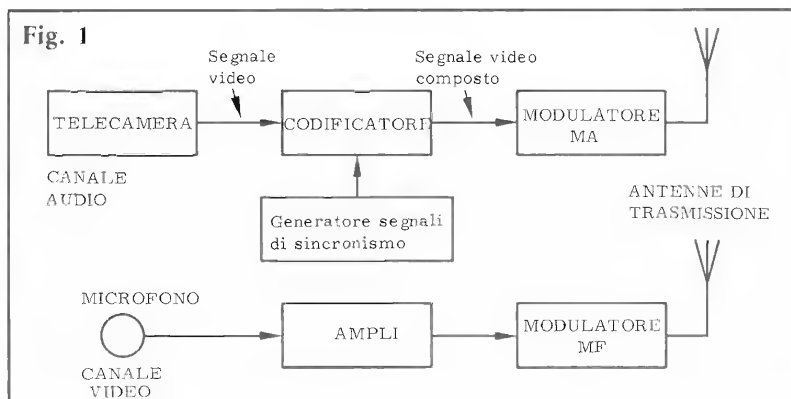 Fig. 1
Segnale
video
Segnale video
composto
TELECAMERA
CODIFICATORE
MODULATORE
MA
CANALE
AUDIO
Generatore segnali
di sincronismo
ANTENNE DI
TRASMISSIONE
MICROFONO
AMPLI
MODULATORE
MF
CANALE
VIDEO